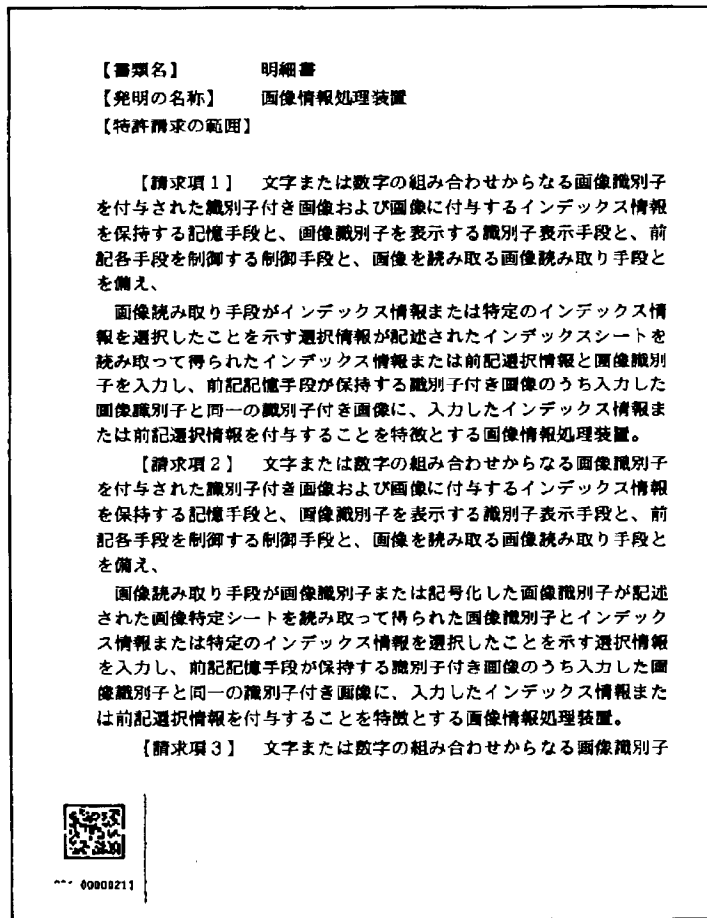 【書類名】　　　明細書
【発明の名称】　画像情報処理装置
【特許請求の範囲】
【請求項1】　文字または数字の組み合わせからなる画像識別子
を付与された識別子付き画像および画像に付与するインデックス情報
を保持する記憶手段と、画像識別子を表示する識別子表示手段と、前
記各手段を制御する制御手段と、画像を読み取る画像読み取り手段と
を備え、
画像読み取り手段がインデックス情報または特定のインデックス情
報を選択したことを示す選択情報が記述されたインデックスシートを
読み取って得られたインデックス情報または前記選択情報と画像識別
子を入力し、前記記憶手段が保持する識別子付き画像のうち入力した
画像識別子と同一の識別子付き画像に、入力したインデックス情報ま
たは前記選択情報を付与することを特徴とする画像情報処理装置。
【請求項2】　文字または数字の組み合わせからなる画像識別子
を付与された識別子付き画像および画像に付与するインデックス情報
を保持する記憶手段と、画像識別子を表示する識別子表示手段と、前
記各手段を制御する制御手段と、画像を読み取る画像読み取り手段と
を備え、
画像読み取り手段が画像識別子または記号化した画像識別子が記述
された画像特定シートを読み取って得られた画像識別子とインデック
ス情報または特定のインデックス情報を選択したことを示す選択情報
を入力し、前記記憶手段が保持する識別子付き画像のうち入力した画
像識別子と同一の識別子付き画像に、入力したインデックス情報また
は前記選択情報を付与することを特徴とする画像情報処理装置。
【請求項3】　文字または数字の組み合わせからなる画像識別子
00000211